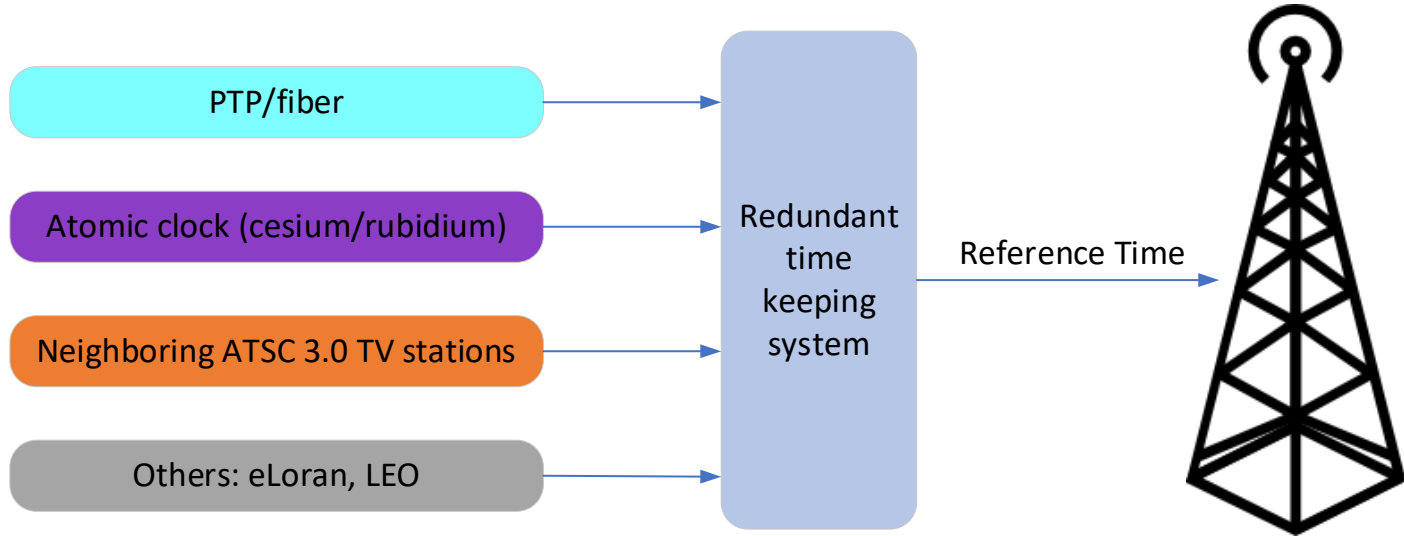 PTP/fiber
Atomic clock (cesium/rubidium)
Neighboring ATSC 3.0 TV stations
Others: eLoran, LEO
Redundant
time
keeping
system
Reference Time